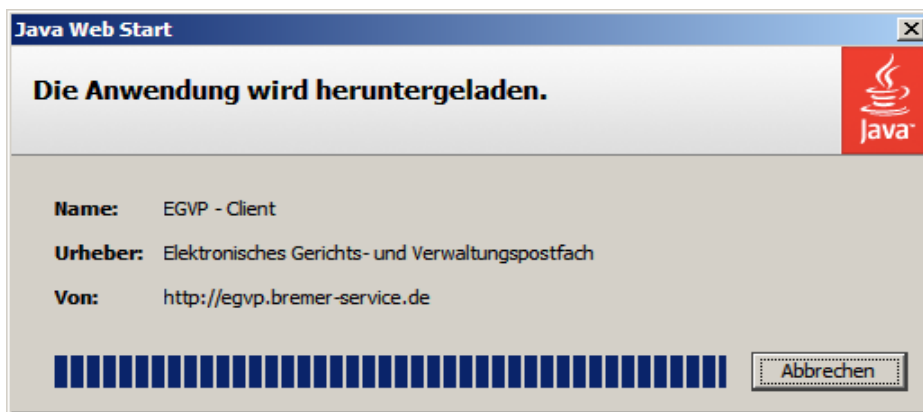 Java Web Start
Die Anwendung wird heruntergeladen.
Java™
Name: EGVP - Client
Urheber: Elektronisches Gerichts- und Verwaltungspostfach
Von: http://egvp.bremer-service.de
Abbrechen